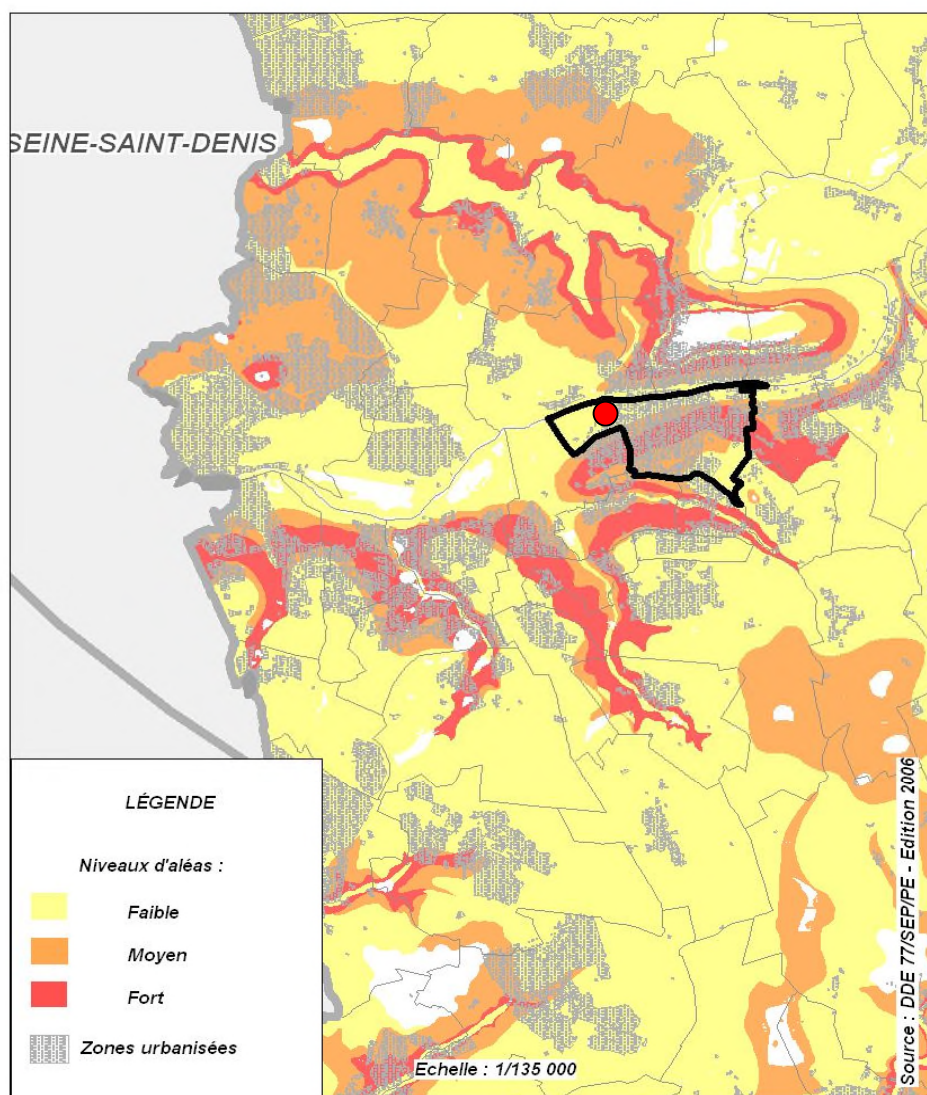 SEINE-SAINT-DENIS
LÉGENDE
Niveaux d'aléas :
Faible
Moyen
Fort
Zones urbanisées
Echelle : 1/135 000
Source : DDE 77/SEP/PE - Edition 2006